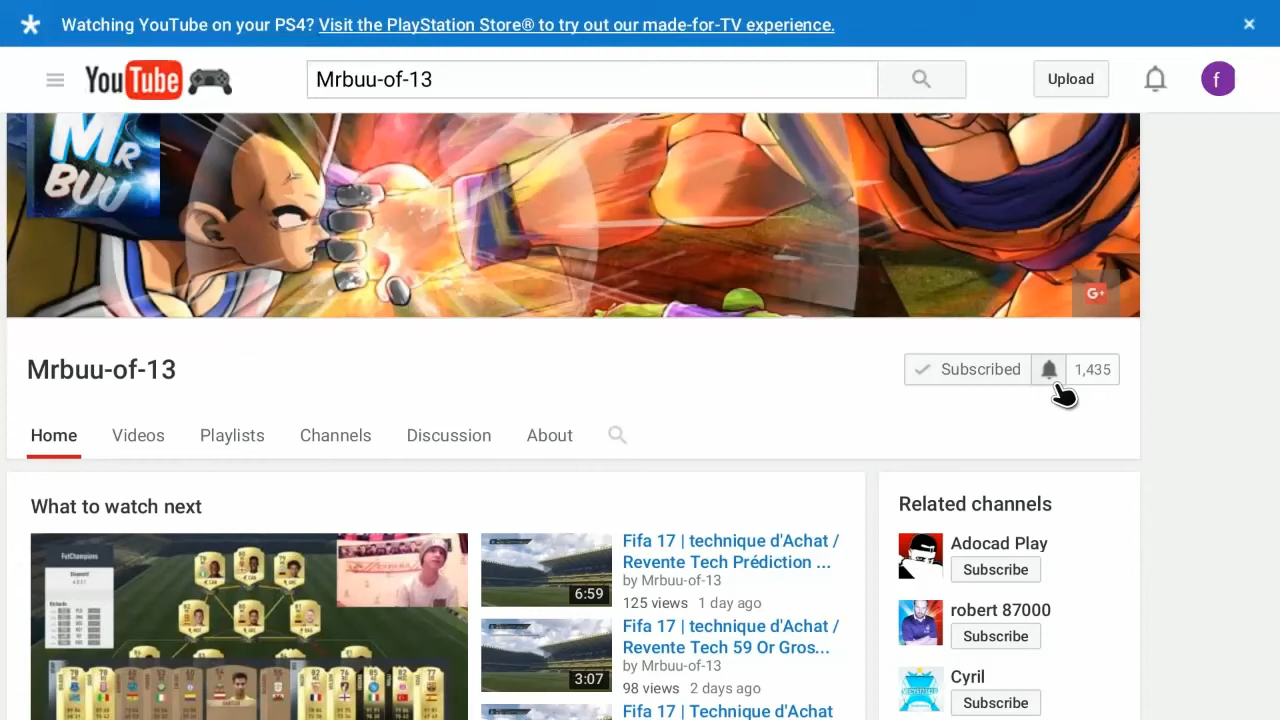 Watching YouTube on your PS4? Visit the PlayStation Store® to try out our made-for-TV experience.
YouTube
Mrbuu-of-13
Upload
f
MR
BUU
G+
Mrbuu-of-13
Subscribed
1,435
Home
Videos
Playlists
Channels
Discussion
About
What to watch next
FutChampions
6:59
Fifa 17 | technique d'Achat /
Revente Tech Prédiction ...
by Mrbuu-of-13
125 views 1 day ago
3:07
Fifa 17 | technique d'Achat /
Revente Tech 59 Or Gros...
by Mrbuu-of-13
98 views 2 days ago
Fifa 17 | Technique d'Achat
Related channels
Adocad Play
Subscribe
robert 87000
Subscribe
Cyril
Subscribe